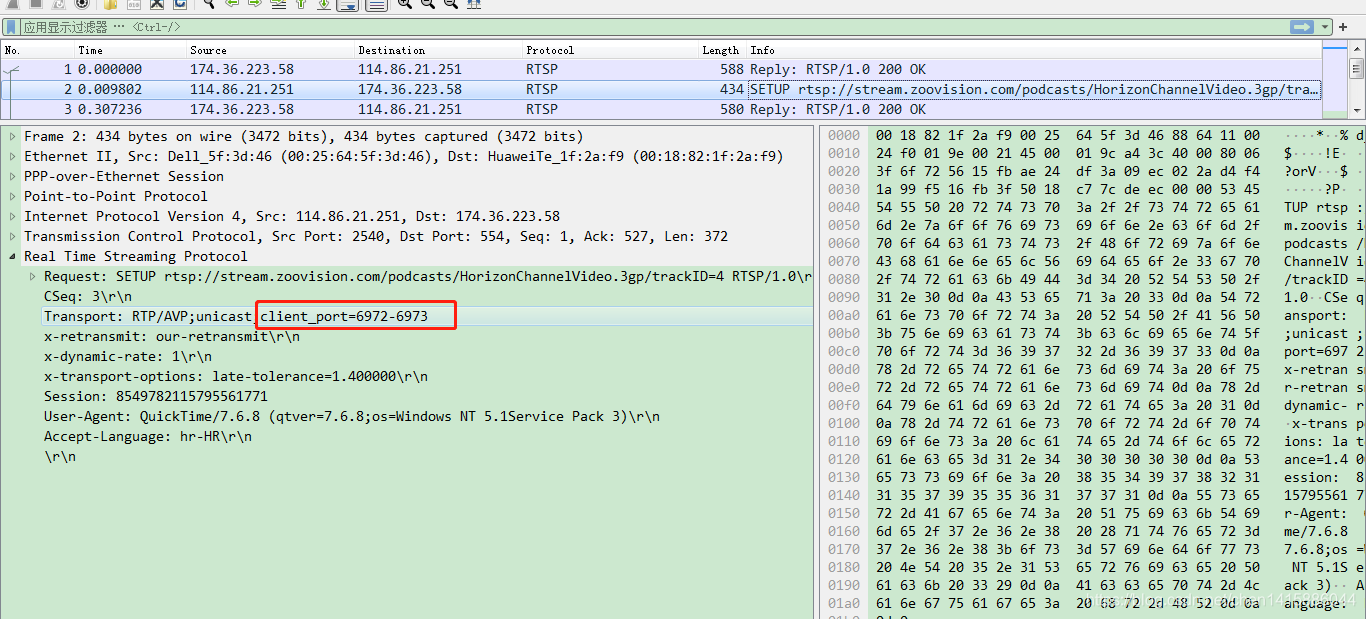 应用显示过滤器 … <Ctrl-/>
No. Time Source Destination Protocol Length Info
1 0.000000 174.36.223.58 114.86.21.251 RTSP 588 Reply: RTSP/1.0 200 OK
2 0.009802 114.86.21.251 174.36.223.58 RTSP 434 SETUP rtsp://stream.zoovision.com/podcasts/HorizonChannelVideo.3gp/tra…
3 0.307236 174.36.223.58 114.86.21.251 RTSP 580 Reply: RTSP/1.0 200 OK
Frame 2: 434 bytes on wire (3472 bits), 434 bytes captured (3472 bits)
Ethernet II, Src: Dell_5f:3d:46 (00:25:64:5f:3d:46), Dst: HuaweiTe_1f:2a:f9 (00:18:82:1f:2a:f9)
PPP-over-Ethernet Session
Point-to-Point Protocol
Internet Protocol Version 4, Src: 114.86.21.251, Dst: 174.36.223.58
Transmission Control Protocol, Src Port: 2540, Dst Port: 554, Seq: 1, Ack: 527, Len: 372
Real Time Streaming Protocol
Request: SETUP rtsp://stream.zoovision.com/podcasts/HorizonChannelVideo.3gp/trackID=4 RTSP/1.0\r
CSeq: 3\r\n
Transport: RTP/AVP;unicast;client_port=6972-6973
x-retransmit: our-retransmit\r\n
x-dynamic-rate: 1\r\n
x-transport-options: late-tolerance=1.400000\r\n
Session: 8549782115795561771
User-Agent: QuickTime/7.6.8 (qtver=7.6.8;os=Windows NT 5.1Service Pack 3)\r\n
Accept-Language: hr-HR\r\n
\r\n
0000 00 18 82 1f 2a f9 00 25 64 5f 3d 46 88 64 11 00 ····*··% d
0010 24 f0 01 9e 00 21 45 00 01 9c a4 3c 40 00 80 06 $····!E·
0020 3f 6f 72 56 15 fb ae 24 df 3a 09 ec 02 2a d4 f4 ?orV···$
0030 1a 99 f5 16 fb 3f 50 18 c7 7c de ec 00 00 53 45 ·····?P·
0040 54 55 50 20 72 74 73 70 3a 2f 2f 73 74 72 65 61 TUP rtsp :
0050 6d 2e 7a 6f 6f 76 69 73 69 6f 6e 2e 63 6f 6d 2f m.zoovis i
0060 70 6f 64 63 61 73 74 73 2f 48 6f 72 69 7a 6f 6e podcasts /
0070 43 68 61 6e 6e 65 6c 56 69 64 65 6f 2e 33 67 70 ChannelV i
0080 2f 74 72 61 63 6b 49 44 3d 34 20 52 54 53 50 2f /trackID =
0090 31 2e 30 0d 0a 43 53 65 71 3a 20 33 0d 0a 54 72 1.0··CSe q
00a0 61 6e 73 70 6f 72 74 3a 20 52 54 50 2f 41 56 50 ansport:
00b0 3b 75 6e 69 63 61 73 74 3b 63 6c 69 65 6e 74 5f ;unicast ;
00c0 70 6f 72 74 3d 36 39 37 32 2d 36 39 37 33 0d 0a port=697 2
00d0 78 2d 72 65 74 72 61 6e 73 6d 69 74 3a 20 6f 75 x-retran s
00e0 72 2d 72 65 74 72 61 6e 73 6d 69 74 0d 0a 78 2d r-retran s
00f0 64 79 6e 61 6d 69 63 2d 72 61 74 65 3a 20 31 0d dynamic- r
0100 0a 78 2d 74 72 61 6e 73 70 6f 72 74 2d 6f 70 74 ·x-trans p
0110 69 6f 6e 73 3a 20 6c 61 74 65 2d 74 6f 6c 65 72 ions: la t
0120 61 6e 63 65 3d 31 2e 34 30 30 30 30 30 0d 0a 53 ance=1.4 0
0130 65 73 73 69 6f 6e 3a 20 38 35 34 39 37 38 32 31 ession: 8
0140 31 35 37 39 35 35 36 31 37 37 31 0d 0a 55 73 65 15795561 7
0150 72 2d 41 67 65 6e 74 3a 20 51 75 69 63 6b 54 69 r-Agent:
0160 6d 65 2f 37 2e 36 2e 38 20 28 71 74 76 65 72 3d me/7.6.8
0170 37 2e 36 2e 38 3b 6f 73 3d 57 69 6e 64 6f 77 73 7.6.8;os =
0180 20 4e 54 20 35 2e 31 53 65 72 76 69 63 65 20 50 NT 5.1S e
0190 61 63 6b 20 33 29 0d 0a 41 63 63 65 70 74 2d 4c ack 3)·· A
01a0 61 6e 67 75 61 67 65 3a 20 68 72 2d 48 52 0d 0a anguage: